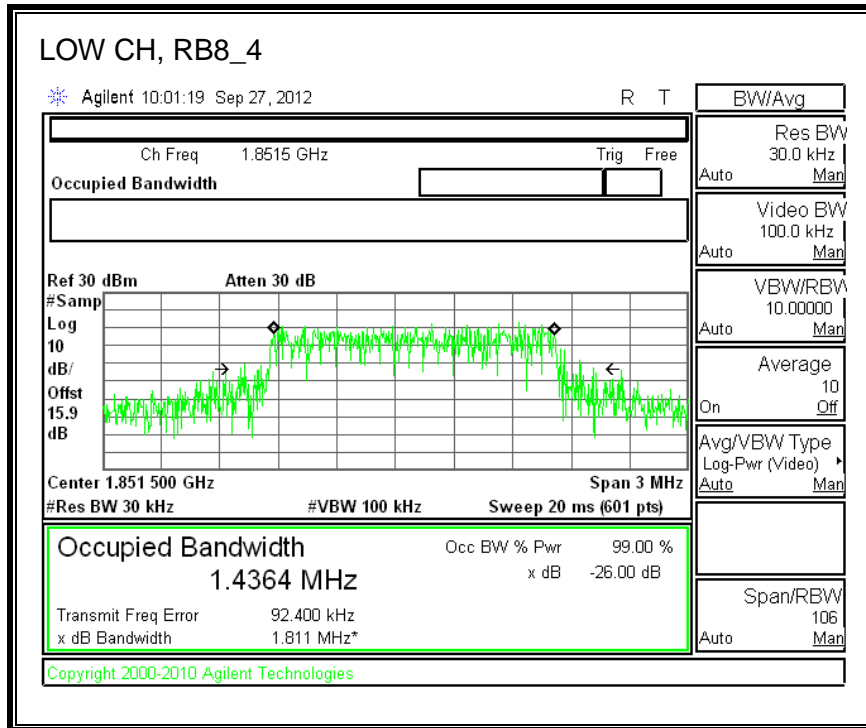 LOW CH, RB8_4
Agilent 10:01:19 Sep 27, 2012 R T
Ch Freq 1.8515 GHz Trig Free
Occupied Bandwidth
Ref 30 dBm Atten 30 dB
#Samp
Log
10
dB/
Offst
15.9
dB
Center 1.851 500 GHz Span 3 MHz
#Res BW 30 kHz #VBW 100 kHz Sweep 20 ms (601 pts)
Occupied Bandwidth Occ BW % Pwr 99.00 %
1.4364 MHz x dB -26.00 dB
Transmit Freq Error 92.400 kHz
x dB Bandwidth 1.811 MHz*
Copyright 2000-2010 Agilent Technologies
BW/Avg
Res BW
30.0 kHz
Auto Man
Video BW
100.0 kHz
Auto Man
VBW/RBW
10.00000
Auto Man
Average
10
On Off
Avg/VBW Type
Log-Pwr (Video)
Auto Man
Span/RBW
106
Auto Man